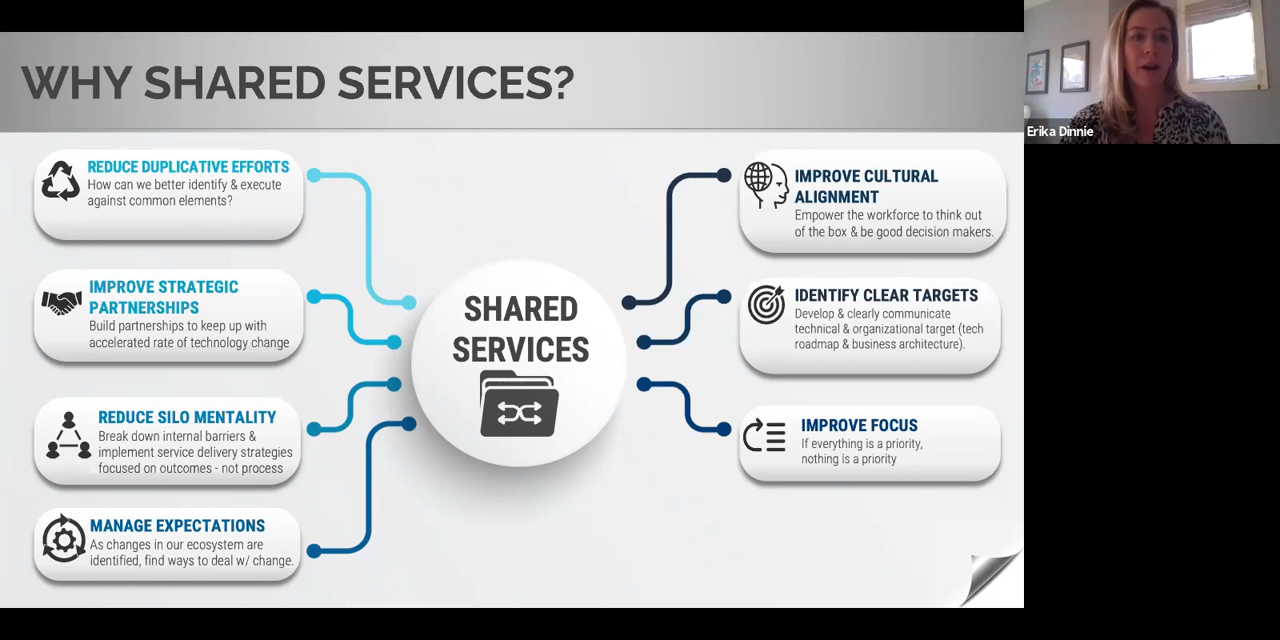 WHY SHARED SERVICES?
Erika Dinnie
REDUCE DUPLICATIVE EFFORTS
How can we better identify & execute
against common elements?
IMPROVE STRATEGIC
PARTNERSHIPS
Build partnerships to keep up with
accelerated rate of technology change
REDUCE SILO MENTALITY
Break down internal barriers &
implement service delivery strategies
focused on outcomes - not process
MANAGE EXPECTATIONS
As changes in our ecosystem are
identified, find ways to deal w/ change.
SHARED
SERVICES
IMPROVE CULTURAL
ALIGNMENT
Empower the workforce to think out
of the box & be good decision makers.
IDENTIFY CLEAR TARGETS
Develop & clearly communicate
technical & organizational target (tech
roadmap & business architecture).
IMPROVE FOCUS
If everything is a priority,
nothing is a priority